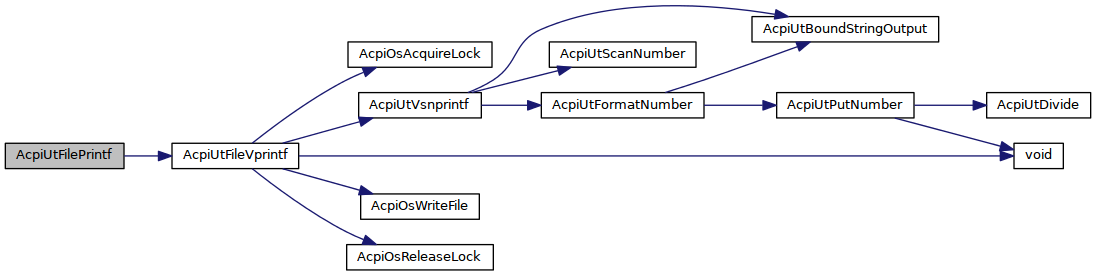 AcpiUtFilePrintf
AcpiUtFileVprintf
AcpiOsAcquireLock
AcpiUtVsnprintf
AcpiUtScanNumber
AcpiUtBoundStringOutput
AcpiUtFormatNumber
AcpiUtPutNumber
AcpiUtDivide
void
AcpiOsWriteFile
AcpiOsReleaseLock